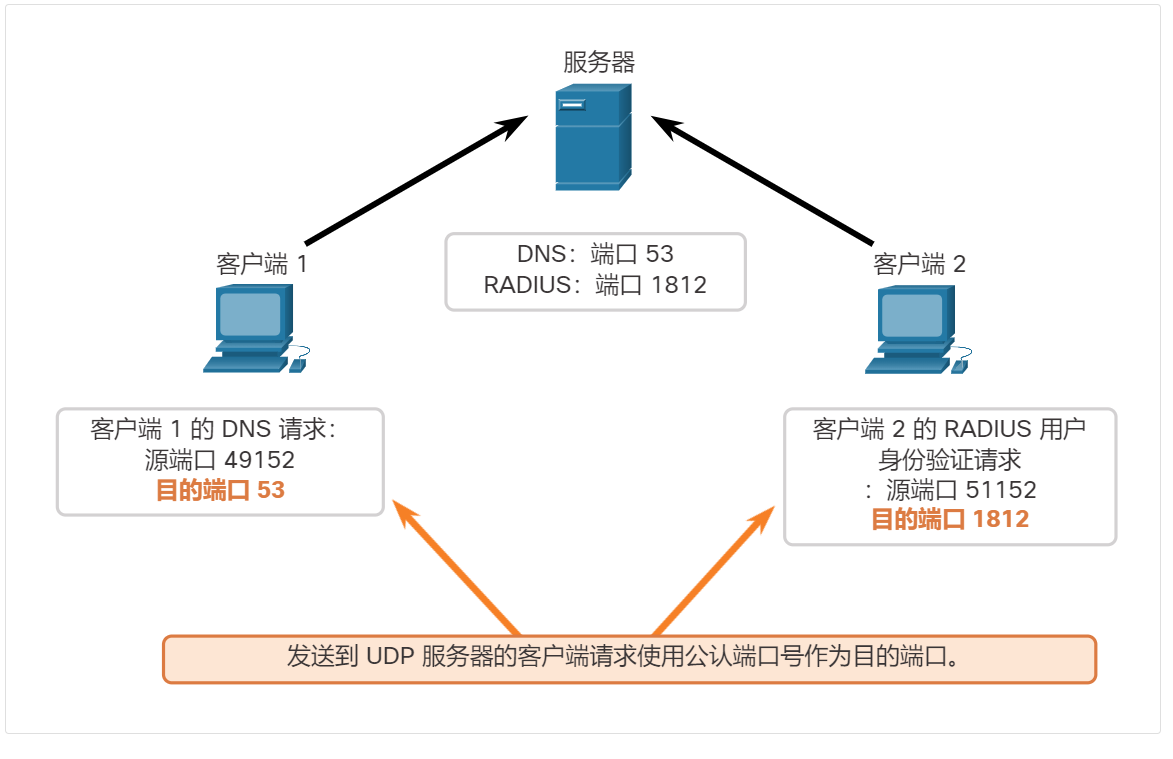 服务器
客户端 1
DNS：端口 53
RADIUS：端口 1812
客户端 2
客户端 1 的 DNS 请求：
源端口 49152
目的端口 53
客户端 2 的 RADIUS 用户
身份验证请求
：源端口 51152
目的端口 1812
发送到 UDP 服务器的客户端请求使用公认端口号作为目的端口。